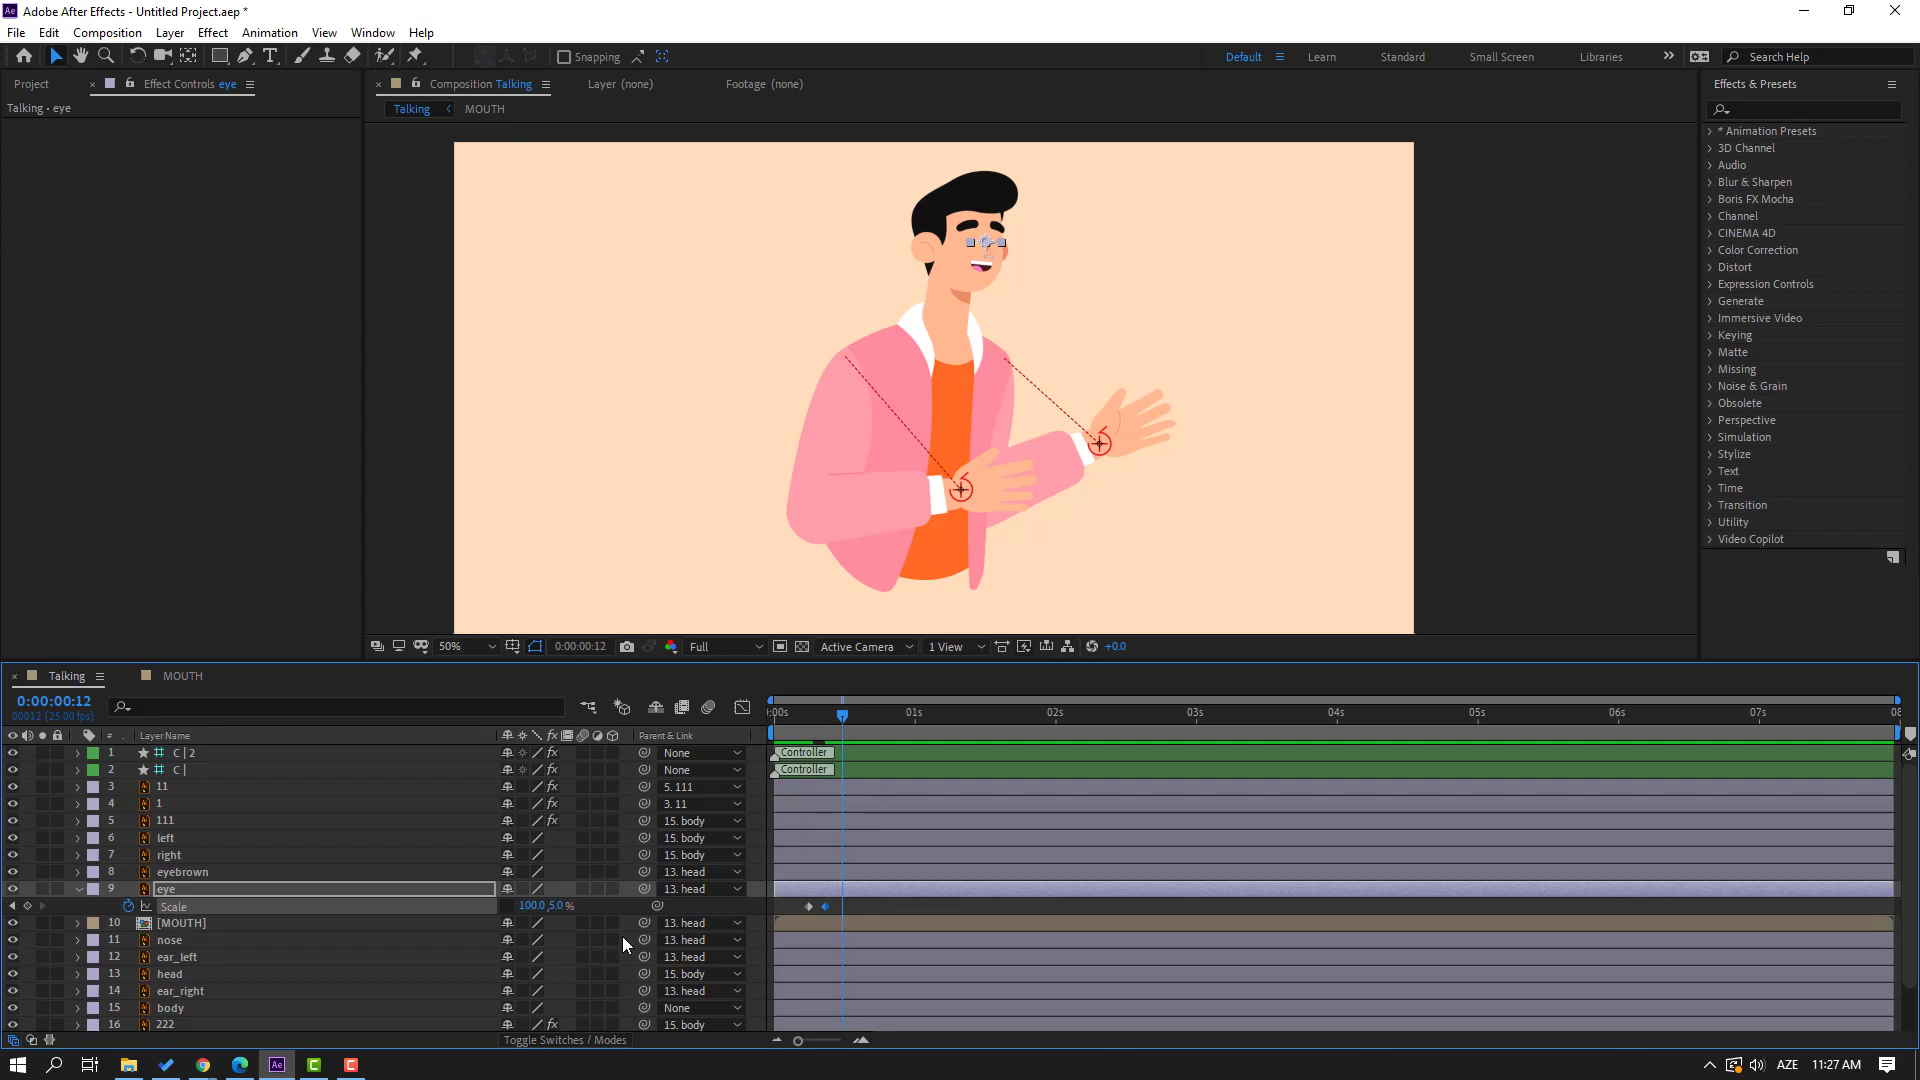 Adobe After Effects - Untitled Project.aep *
File Edit Composition Layer Effect Animation View Window Help
Snapping
Default Learn Standard Small Screen Libraries Search Help
Project Effect Controls eye
Composition Talking Layer (none) Footage (none)
Effects & Presets
Talking • eye
Talking MOUTH
* Animation Presets
3D Channel
Audio
Blur & Sharpen
Boris FX Mocha
Channel
CINEMA 4D
Color Correction
Distort
Expression Controls
Generate
Immersive Video
Keying
Matte
Missing
Noise & Grain
Obsolete
Perspective
Simulation
Stylize
Text
Time
Transition
Utility
Video Copilot
50% 0:00:00:12 Full Active Camera 1 View +0.0
Talking MOUTH
0:00:00:12
00012 (25.00 fps)
:00s 01s 02s 03s 04s 05s 06s 07s 08
# Layer Name Parent & Link
1 C | 2 None Controller
2 C | None Controller
3 11 5. 111
4 1 3. 11
5 111 15. body
6 left 15. body
7 right 15. body
8 eyebrown 13. head
9 eye 13. head
Scale 100.0,5.0 %
10 [MOUTH] 13. head
11 nose 13. head
12 ear_left 13. head
13 head 15. body
14 ear_right 13. head
15 body None
16 222 15. body
Toggle Switches / Modes
Ae AZE 11:27 AM